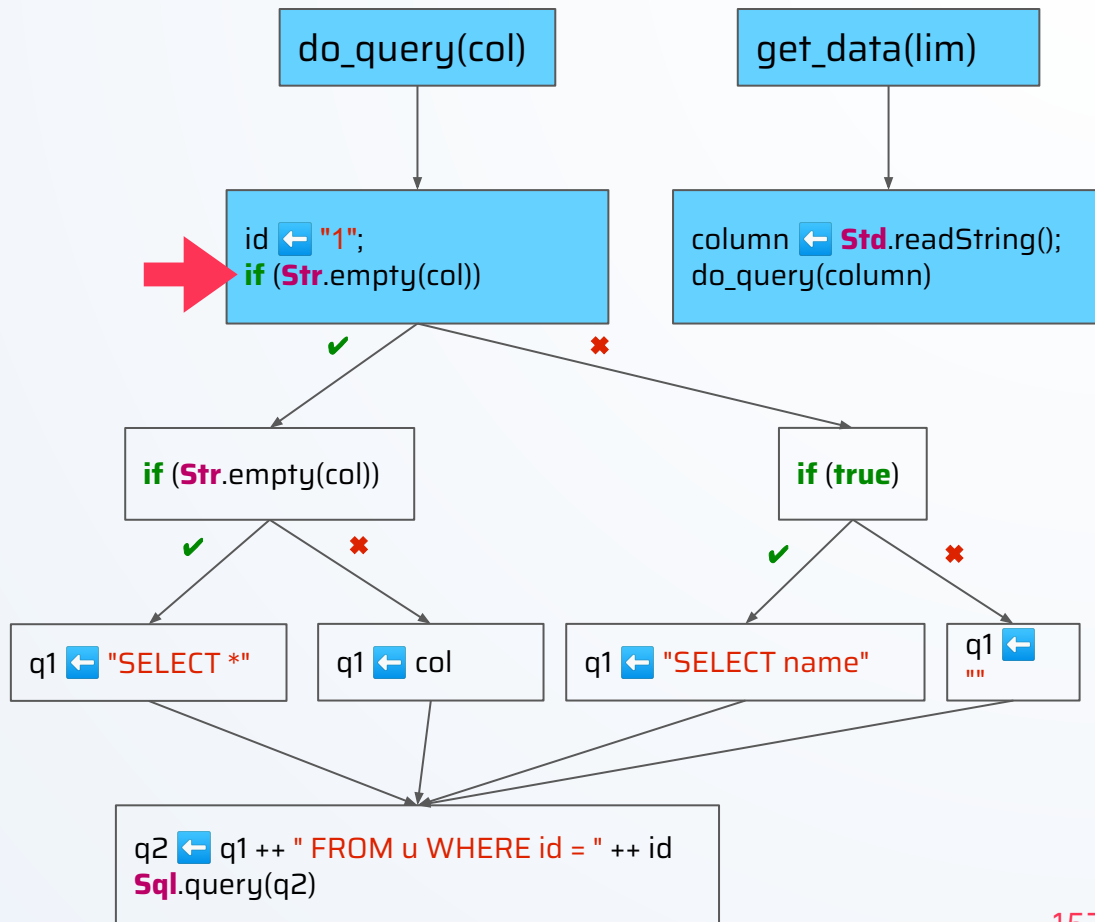 do_query(col)
get_data(lim)
id ⬅ "1";
if (Str.empty(col))
column ⬅ Std.readString();
do_query(column)
✔
✖
if (Str.empty(col))
if (true)
✔
✖
✔
✖
q1 ⬅ "SELECT *"
q1 ⬅ col
q1 ⬅ "SELECT name"
q1 ⬅
""
q2 ⬅ q1 ++ " FROM u WHERE id = " ++ id
Sql.query(q2)